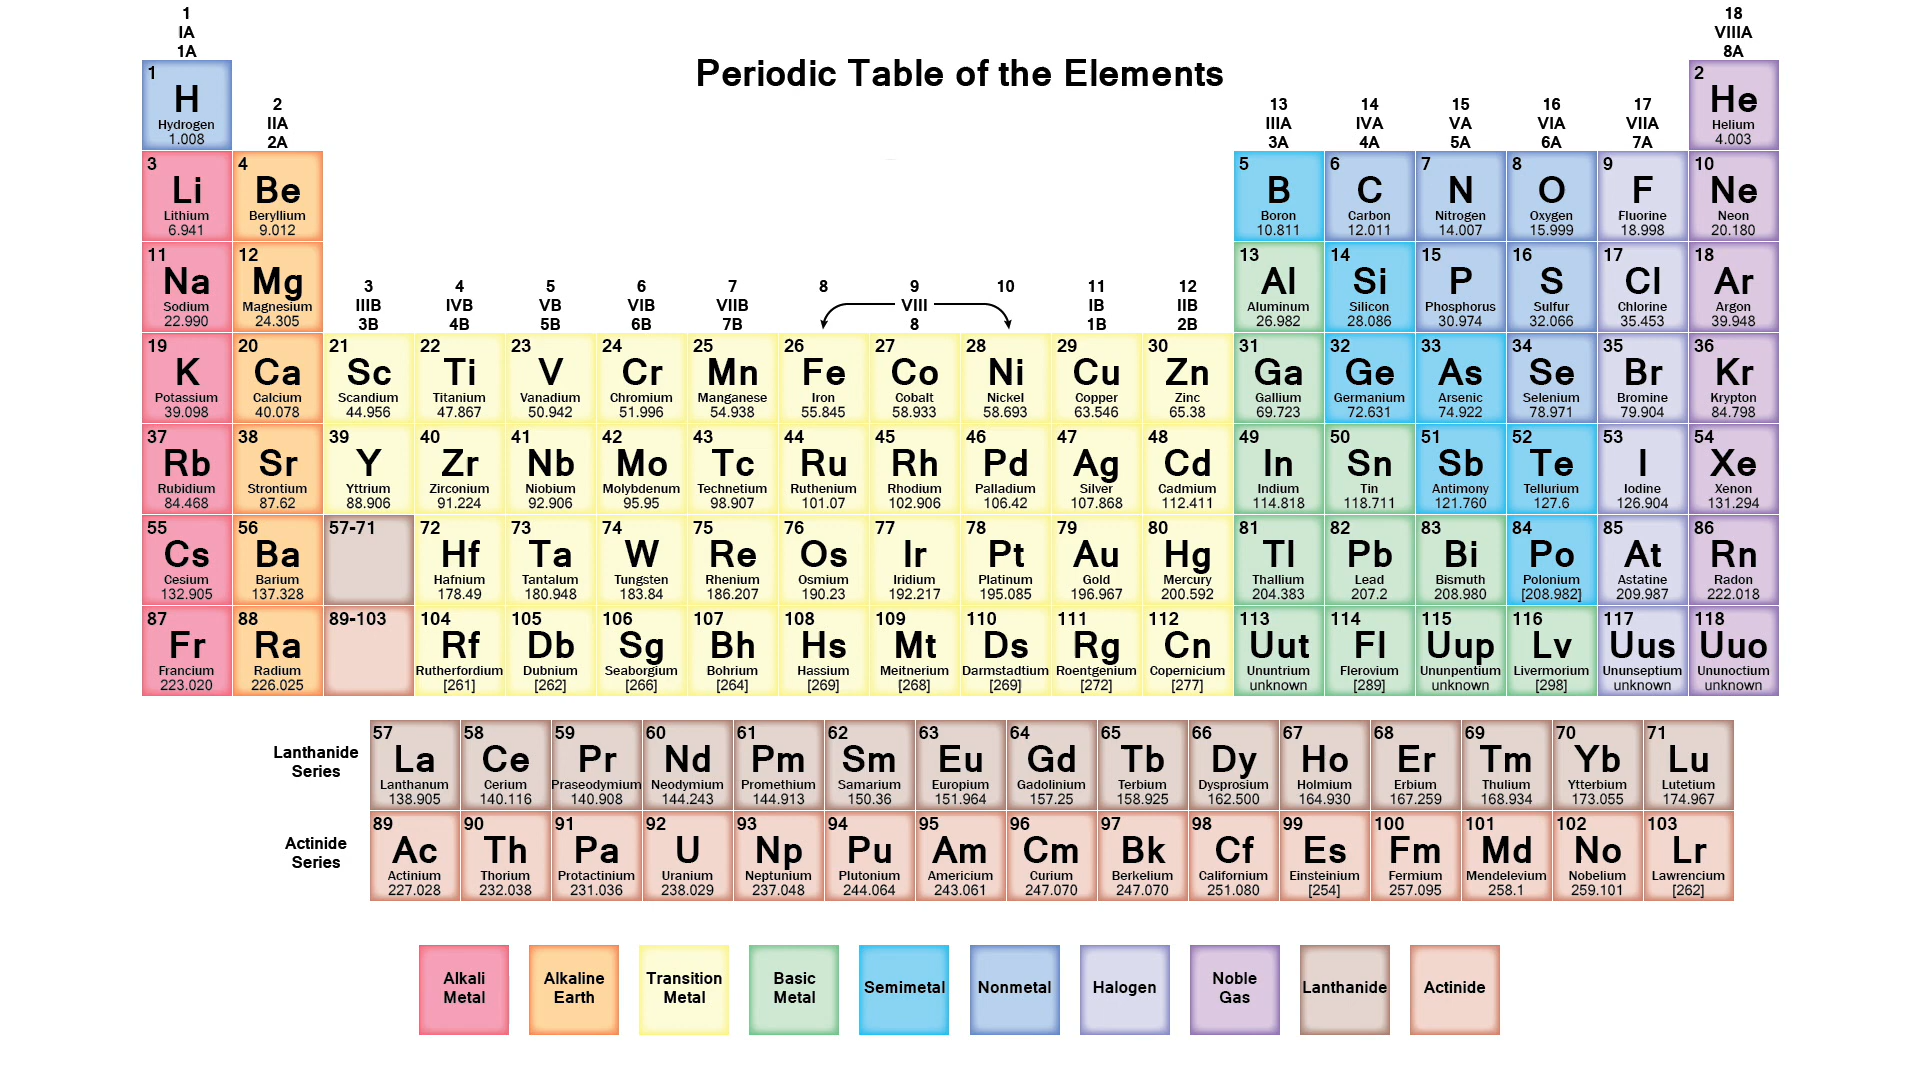 1 18
IA VIIIA
1A 8A
Periodic Table of the Elements
1 2
H He
Hydrogen Helium
1.008 4.003
2 13 14 15 16 17
IIA IIIA IVA VA VIA VIIA
2A 3A 4A 5A 6A 7A
3 4 5 6 7 8 9 10
Li Be B C N O F Ne
Lithium Beryllium Boron Carbon Nitrogen Oxygen Fluorine Neon
6.941 9.012 10.811 12.011 14.007 15.999 18.998 20.180
11 12 13 14 15 16 17 18
Na Mg Al Si P S Cl Ar
Sodium Magnesium Aluminum Silicon Phosphorus Sulfur Chlorine Argon
22.990 24.305 26.982 28.086 30.974 32.066 35.453 39.948
3 4 5 6 7 8 9 10 11 12
IIIB IVB VB VIB VIIB VIII IB IIB
3B 4B 5B 6B 7B 8 1B 2B
19 20 21 22 23 24 25 26 27 28 29 30 31 32 33 34 35 36
K Ca Sc Ti V Cr Mn Fe Co Ni Cu Zn Ga Ge As Se Br Kr
Potassium Calcium Scandium Titanium Vanadium Chromium Manganese Iron Cobalt Nickel Copper Zinc Gallium Germanium Arsenic Selenium Bromine Krypton
39.098 40.078 44.956 47.867 50.942 51.996 54.938 55.845 58.933 58.693 63.546 65.38 69.723 72.631 74.922 78.971 79.904 84.798
37 38 39 40 41 42 43 44 45 46 47 48 49 50 51 52 53 54
Rb Sr Y Zr Nb Mo Tc Ru Rh Pd Ag Cd In Sn Sb Te I Xe
Rubidium Strontium Yttrium Zirconium Niobium Molybdenum Technetium Ruthenium Rhodium Palladium Silver Cadmium Indium Tin Antimony Tellurium Iodine Xenon
84.468 87.62 88.906 91.224 92.906 95.95 98.907 101.07 102.906 106.42 107.868 112.411 114.818 118.711 121.760 127.6 126.904 131.294
55 56 57-71 72 73 74 75 76 77 78 79 80 81 82 83 84 85 86
Cs Ba Hf Ta W Re Os Ir Pt Au Hg Tl Pb Bi Po At Rn
Cesium Barium Hafnium Tantalum Tungsten Rhenium Osmium Iridium Platinum Gold Mercury Thallium Lead Bismuth Polonium Astatine Radon
132.905 137.328 178.49 180.948 183.84 186.207 190.23 192.217 195.085 196.967 200.592 204.383 207.2 208.980 [208.982] 209.987 222.018
87 88 89-103 104 105 106 107 108 109 110 111 112 113 114 115 116 117 118
Fr Ra Rf Db Sg Bh Hs Mt Ds Rg Cn Uut Fl Uup Lv Uus Uuo
Francium Radium Rutherfordium Dubnium Seaborgium Bohrium Hassium Meitnerium Darmstadtium Roentgenium Copernicium Ununtrium Flerovium Ununpentium Livermorium Ununseptium Ununoctium
223.020 226.025 [261] [262] [266] [264] [269] [268] [269] [272] [277] unknown [289] unknown [298] unknown unknown
Lanthanide
Series
57 58 59 60 61 62 63 64 65 66 67 68 69 70 71
La Ce Pr Nd Pm Sm Eu Gd Tb Dy Ho Er Tm Yb Lu
Lanthanum Cerium Praseodymium Neodymium Promethium Samarium Europium Gadolinium Terbium Dysprosium Holmium Erbium Thulium Ytterbium Lutetium
138.905 140.116 140.908 144.243 144.913 150.36 151.964 157.25 158.925 162.500 164.930 167.259 168.934 173.055 174.967
Actinide
Series
89 90 91 92 93 94 95 96 97 98 99 100 101 102 103
Ac Th Pa U Np Pu Am Cm Bk Cf Es Fm Md No Lr
Actinium Thorium Protactinium Uranium Neptunium Plutonium Americium Curium Berkelium Californium Einsteinium Fermium Mendelevium Nobelium Lawrencium
227.028 232.038 231.036 238.029 237.048 244.064 243.061 247.070 247.070 251.080 [254] 257.095 258.1 259.101 [262]
Alkali Metal
Alkaline Earth
Transition Metal
Basic Metal
Semimetal
Nonmetal
Halogen
Noble Gas
Lanthanide
Actinide